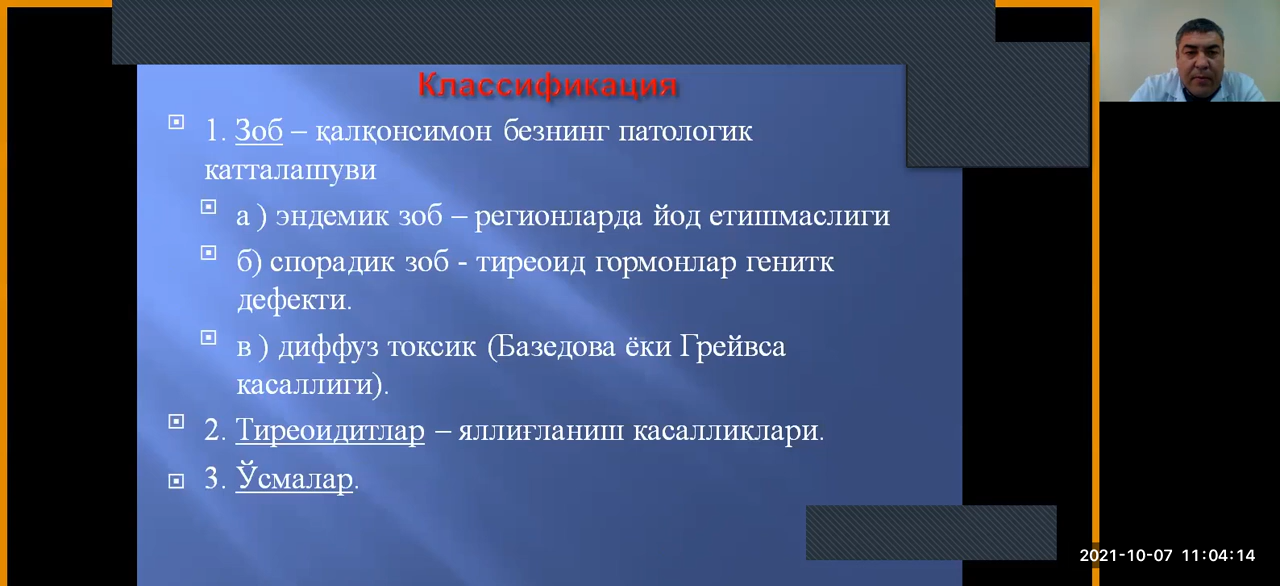 Классификация
1. Зоб – қалқонсимон безнинг патологик
катталашуви
а ) эндемик зоб – регионларда йод етишмаслиги
б) спорадик зоб - тиреоид гормонлар генитк
дефекти.
в ) диффуз токсик (Базедова ёки Грейвса
касаллиги).
2. Тиреоидитлар – яллиғланиш касалликлари.
3. Ўсмалар.
2021-10-07 11:04:14